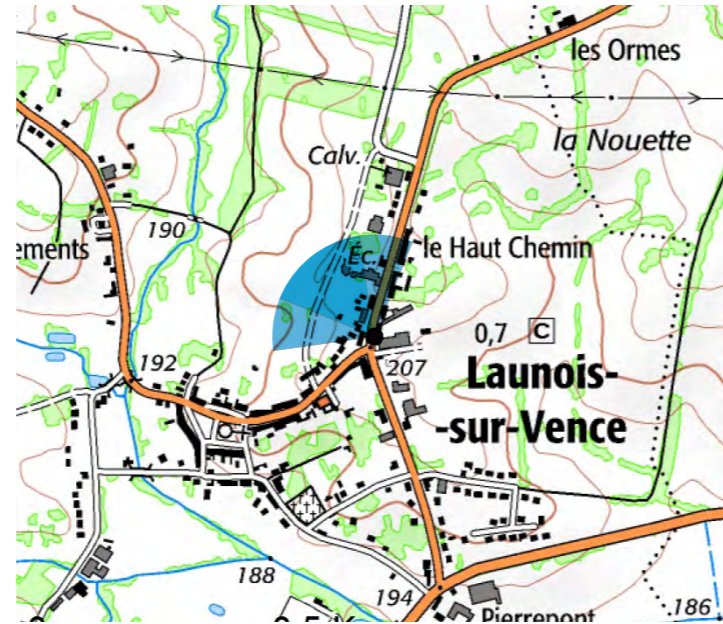 les Ormes
la Nouette
Calv.
190
ements
Éc.
le Haut Chemin
0,7 C
192
207
Launois-
-sur-Vence
188
194
186
Pierrepont